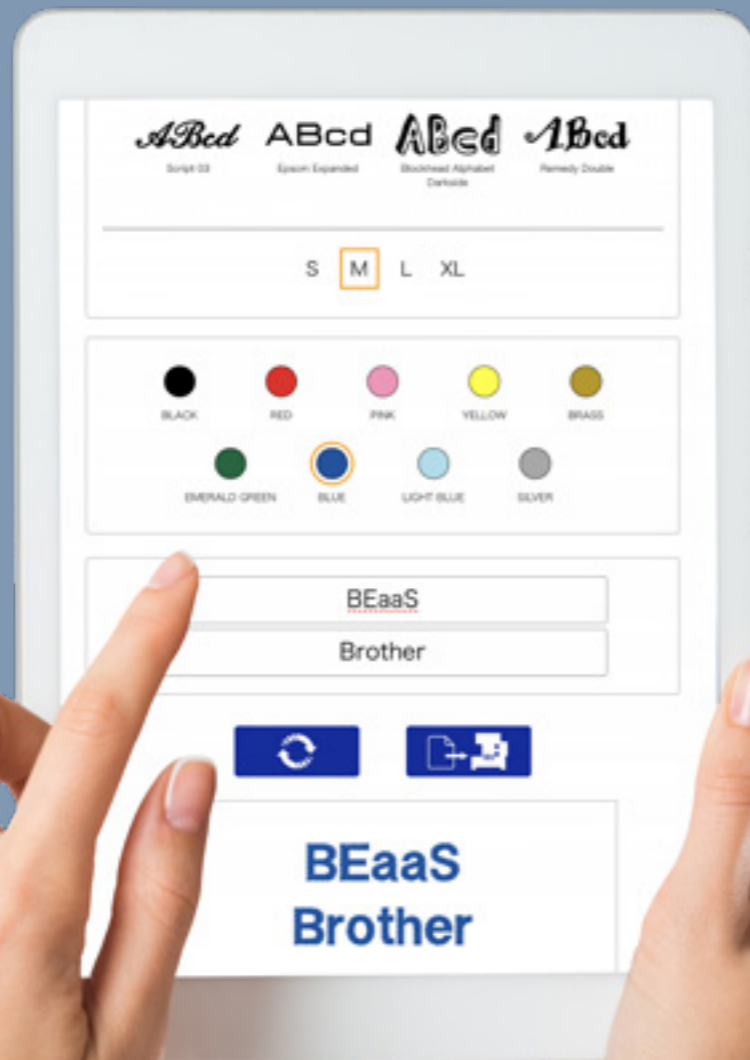 ABcd ABcd ABcd ABcd
Script 03 Epsom Expanded Blockhead Alphabet Darkside Remedy Double
S M L XL
BLACK RED PINK YELLOW BRASS
EMERALD GREEN BLUE LIGHT BLUE SILVER
BEaaS
Brother
BEaaS
Brother